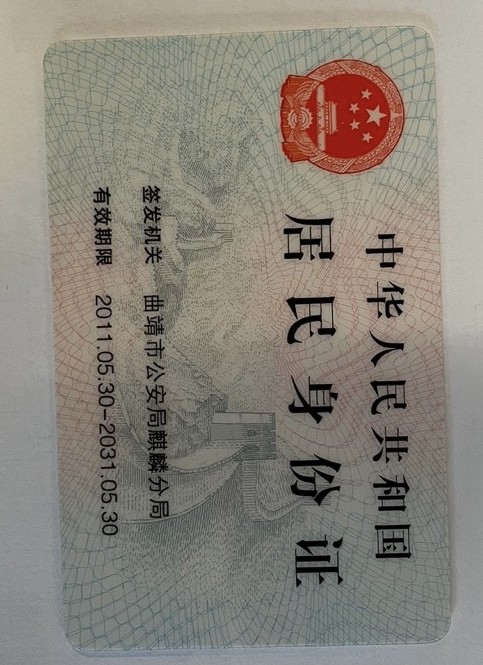 中华人民共和国
居民身份证
签发机关 曲靖市公安局麒麟分局
有效期限 2011.05.30-2031.05.30